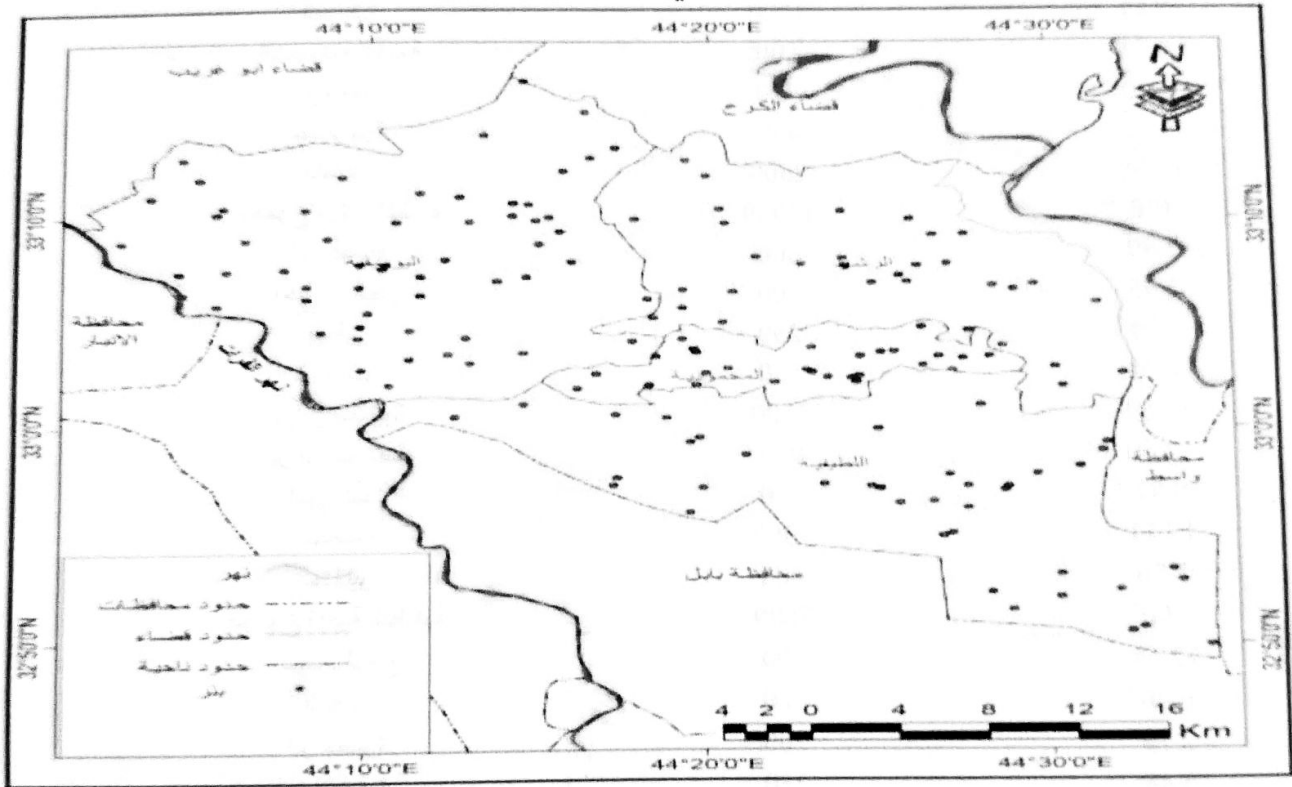 44°10'0"E 44°20'0"E 44°30'0"E
قضاء ابو غريب
قضاء الكرخ
N
33°10'0"N 33°10'0"N
اليوسفية
الرشيد
محافظة
الانبار
نهر الفرات
المحمودية
33°0'0"N 33°0'0"N
اللطيفية
محافظة
واسط
محافظة بابل
نهر
حدود محافظات
حدود قضاء
حدود ناحية
بئر
32°50'0"N 32°50'0"N
4 2 0 4 8 12 16
Km
44°10'0"E 44°20'0"E 44°30'0"E